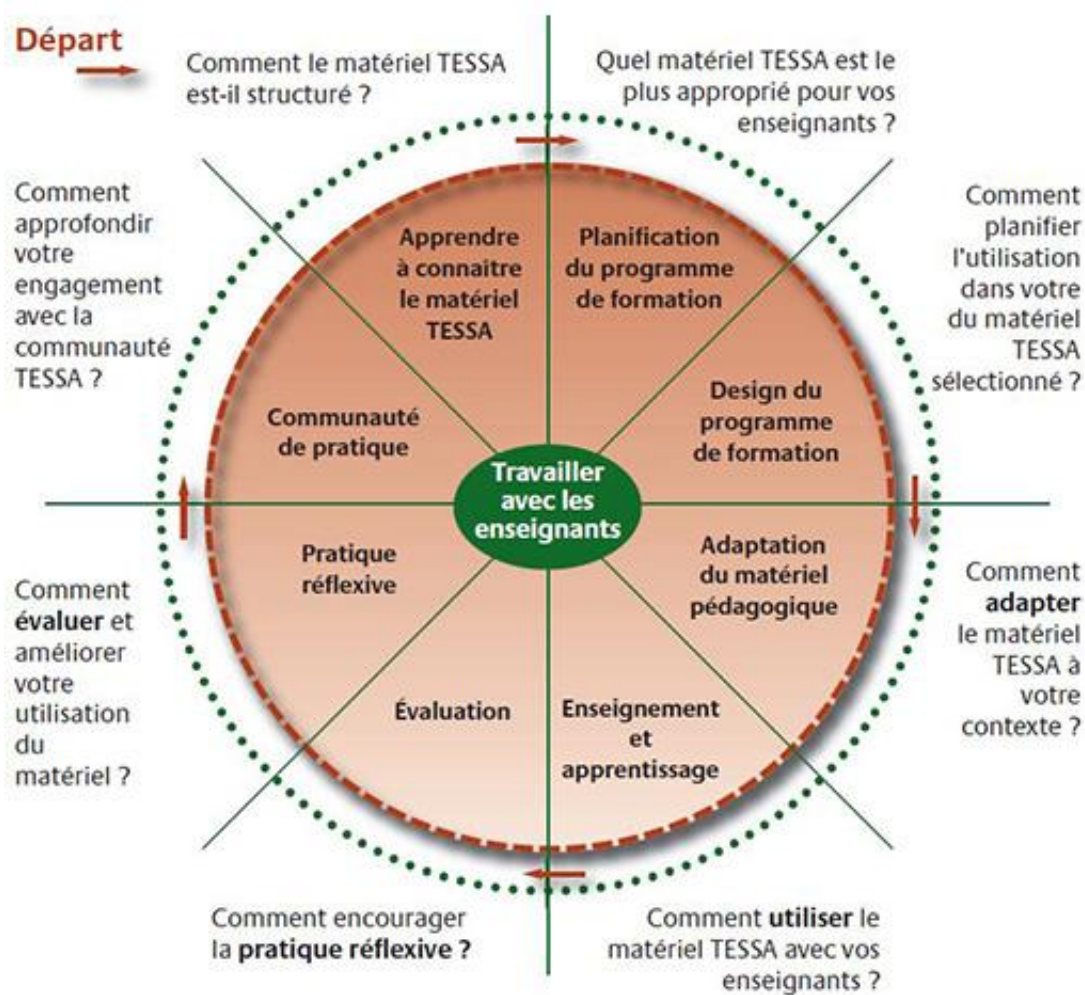 Départ
Comment le matériel TESSA
est-il structuré ?
Quel matériel TESSA est le
plus approprié pour vos
enseignants ?
Comment
planifier
l'utilisation
dans votre
du matériel
TESSA
sélectionné ?
Comment
adapter
le matériel
TESSA à
votre
contexte ?
Comment utiliser le
matériel TESSA avec vos
enseignants ?
Comment encourager
la pratique réflexive ?
Comment
évaluer et
améliorer
votre
utilisation
du
matériel ?
Comment
approfondir
votre
engagement
avec la
communauté
TESSA ?
Apprendre
à connaitre
le matériel
TESSA
Planification
du programme
de formation
Design du
programme
de formation
Adaptation
du matériel
pédagogique
Enseignement
et
apprentissage
Évaluation
Pratique
réflexive
Communauté
de pratique
Travailler
avec les
enseignants